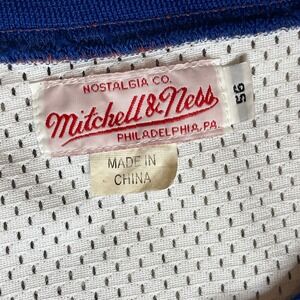 NOSTALGIA CO.
Mitchell & Ness
PHILADELPHIA, PA
56
MADE IN
CHINA